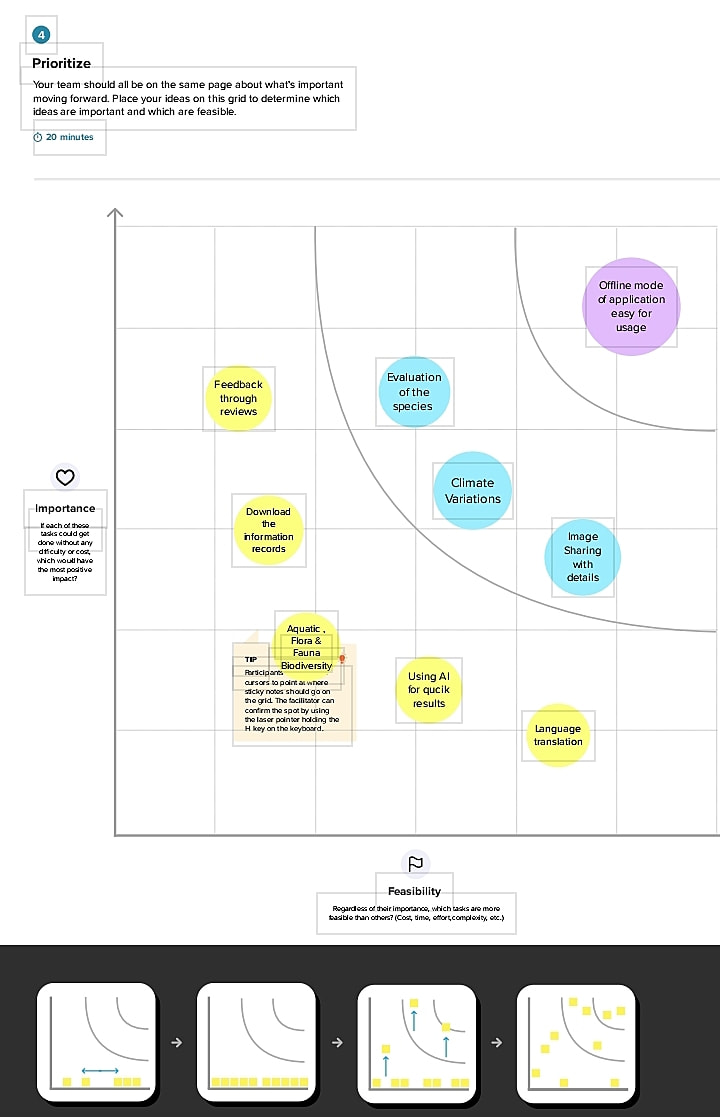 4
Prioritize
Your team should all be on the same page about what's important
moving forward. Place your ideas on this grid to determine which
ideas are important and which are feasible.
20 minutes
Offline mode
of application
easy for
usage
Feedback
through
reviews
Evaluation
of the
species
Climate
Variations
Importance
If each of these
tasks could get
done without any
difficulty or cost,
which would have
the most positive
impact?
Download
the
information
records
Image
Sharing
with
details
Aquatic ,
Flora &
Fauna
Biodiversity
TIP
Participants
cursors to point at where
sticky notes should go on
the grid. The facilitator can
confirm the spot by using
the laser pointer holding the
H key on the keyboard.
Using AI
for qucik
results
Language
translation
Feasibility
Regardless of their importance, which tasks are more
feasible than others? (Cost, time, effort,complexity, etc.)